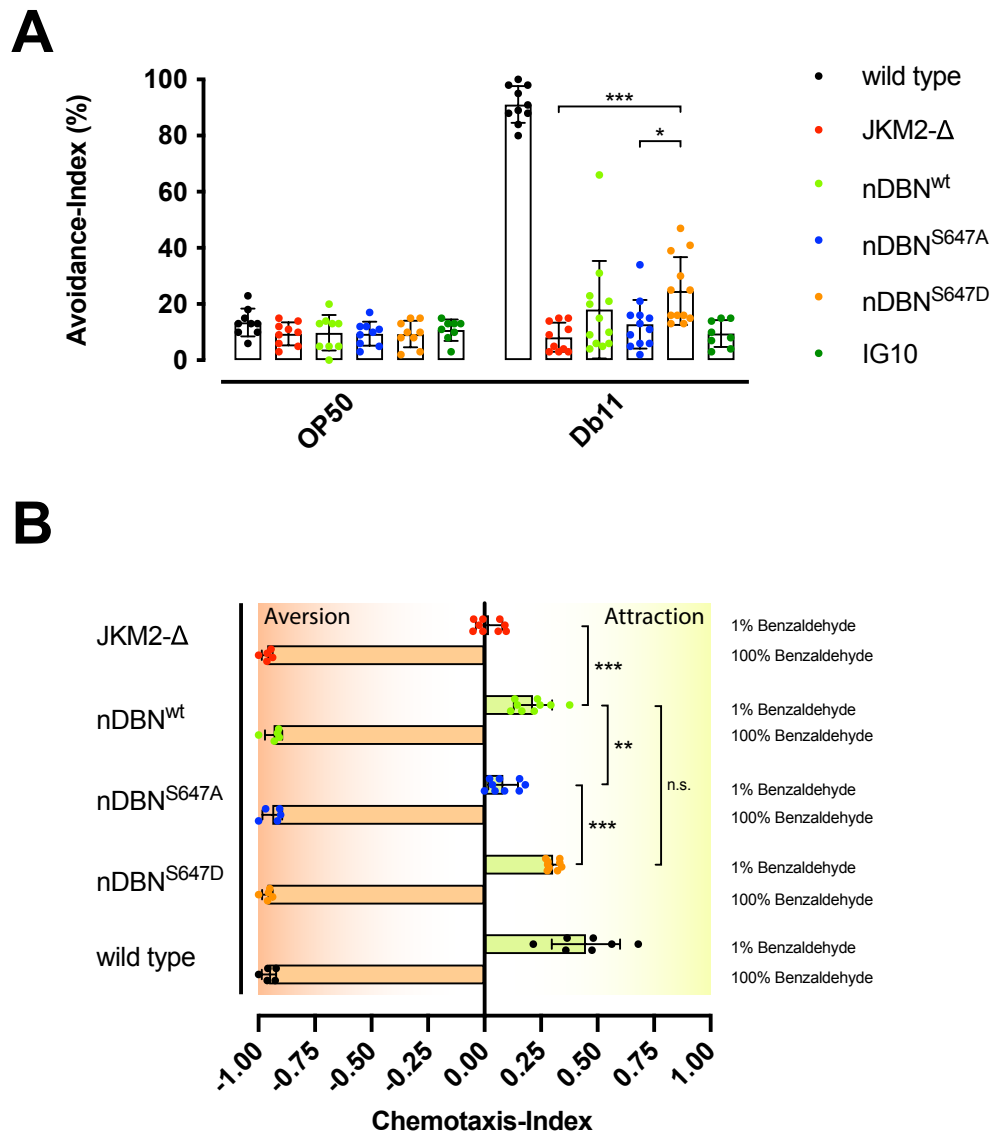 A
Avoidance-Index (%)
100
80
60
40
20
0
***
*
OP50
Db11
wild type
JKM2-Δ
nDBN^wt
nDBN^S647A
nDBN^S647D
IG10
B
Aversion
Attraction
JKM2-Δ
1% Benzaldehyde
100% Benzaldehyde
***
nDBN^wt
1% Benzaldehyde
100% Benzaldehyde
**
n.s.
nDBN^S647A
1% Benzaldehyde
100% Benzaldehyde
***
nDBN^S647D
1% Benzaldehyde
100% Benzaldehyde
wild type
1% Benzaldehyde
100% Benzaldehyde
-1.00
-0.75
-0.50
-0.25
0.00
0.25
0.50
0.75
1.00
Chemotaxis-Index